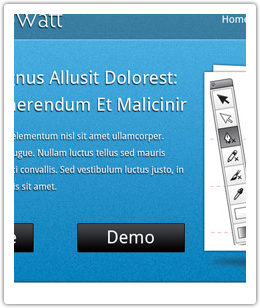 Watt
Home
nus Allusit Dolorest:
erendum Et Malicinir
elementum nisl sit amet ullamcorper.
ugue. Nullam luctus tellus sed mauris
convallis. Sed vestibulum luctus justo, in
s sit amet.
Demo